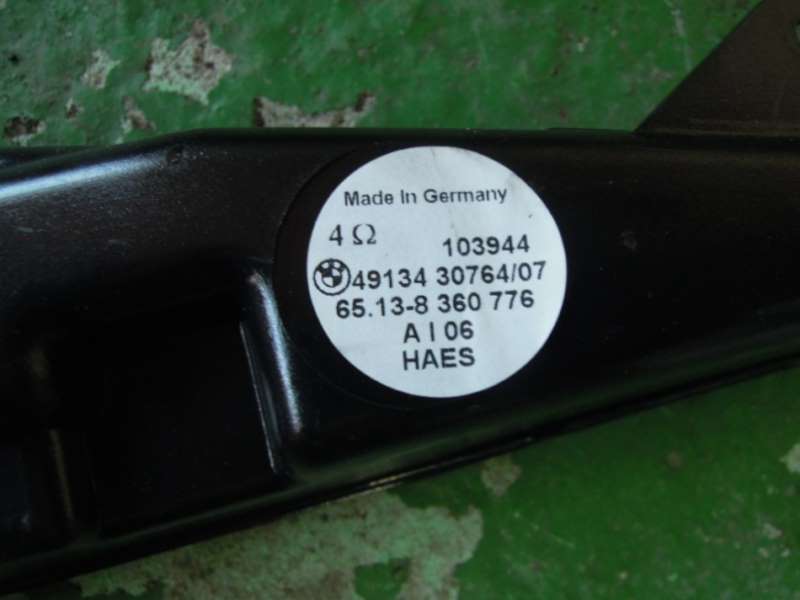 Made In Germany
4 Ω 103944
49134 30764/07
65.13-8 360 776
A I 06
HAES